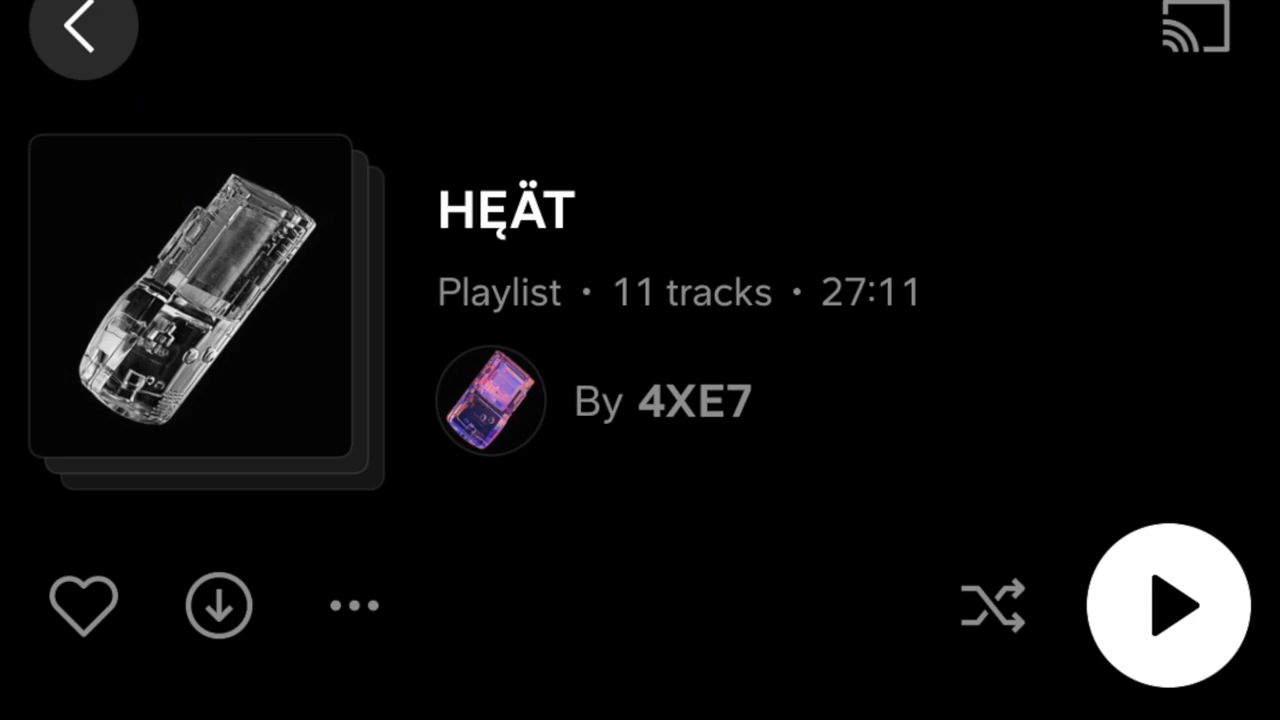 HĘÄT
Playlist • 11 tracks • 27:11
By 4XE7